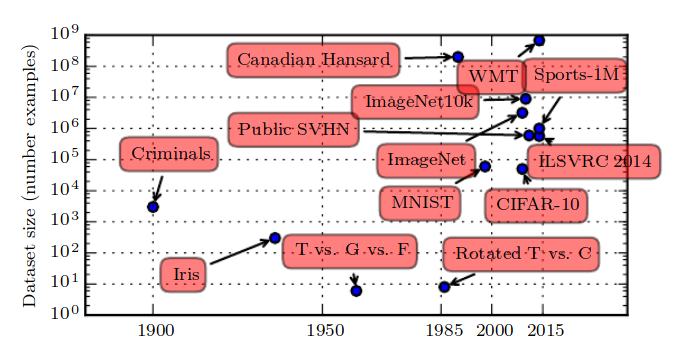 Dataset size (number examples)
10⁹
10⁸
10⁷
10⁶
10⁵
10⁴
10³
10²
10¹
10⁰
Canadian Hansard
WMT
Sports-1M
ImageNet10k
Public SVHN
Criminals
ImageNet
ILSVRC 2014
MNIST
CIFAR-10
T vs. G vs. F
Rotated T vs. C
Iris
1900
1950
1985
2000
2015